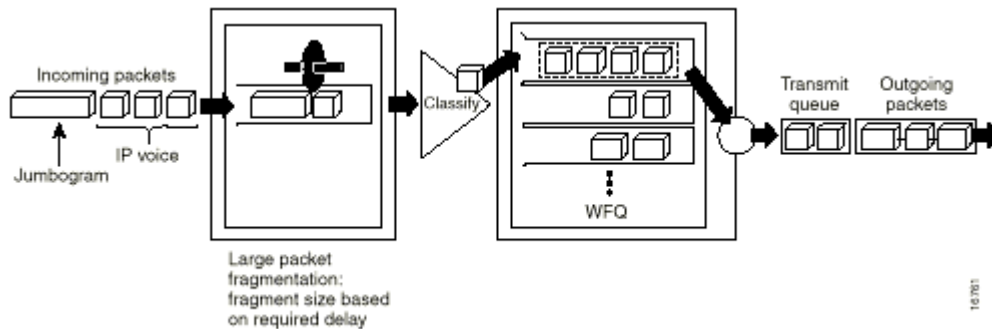 Incoming packets
IP voice
Jumbogram
Large packet
fragmentation:
fragment size based
on required delay
Classify
WFQ
Transmit
queue
Outgoing
packets
16761